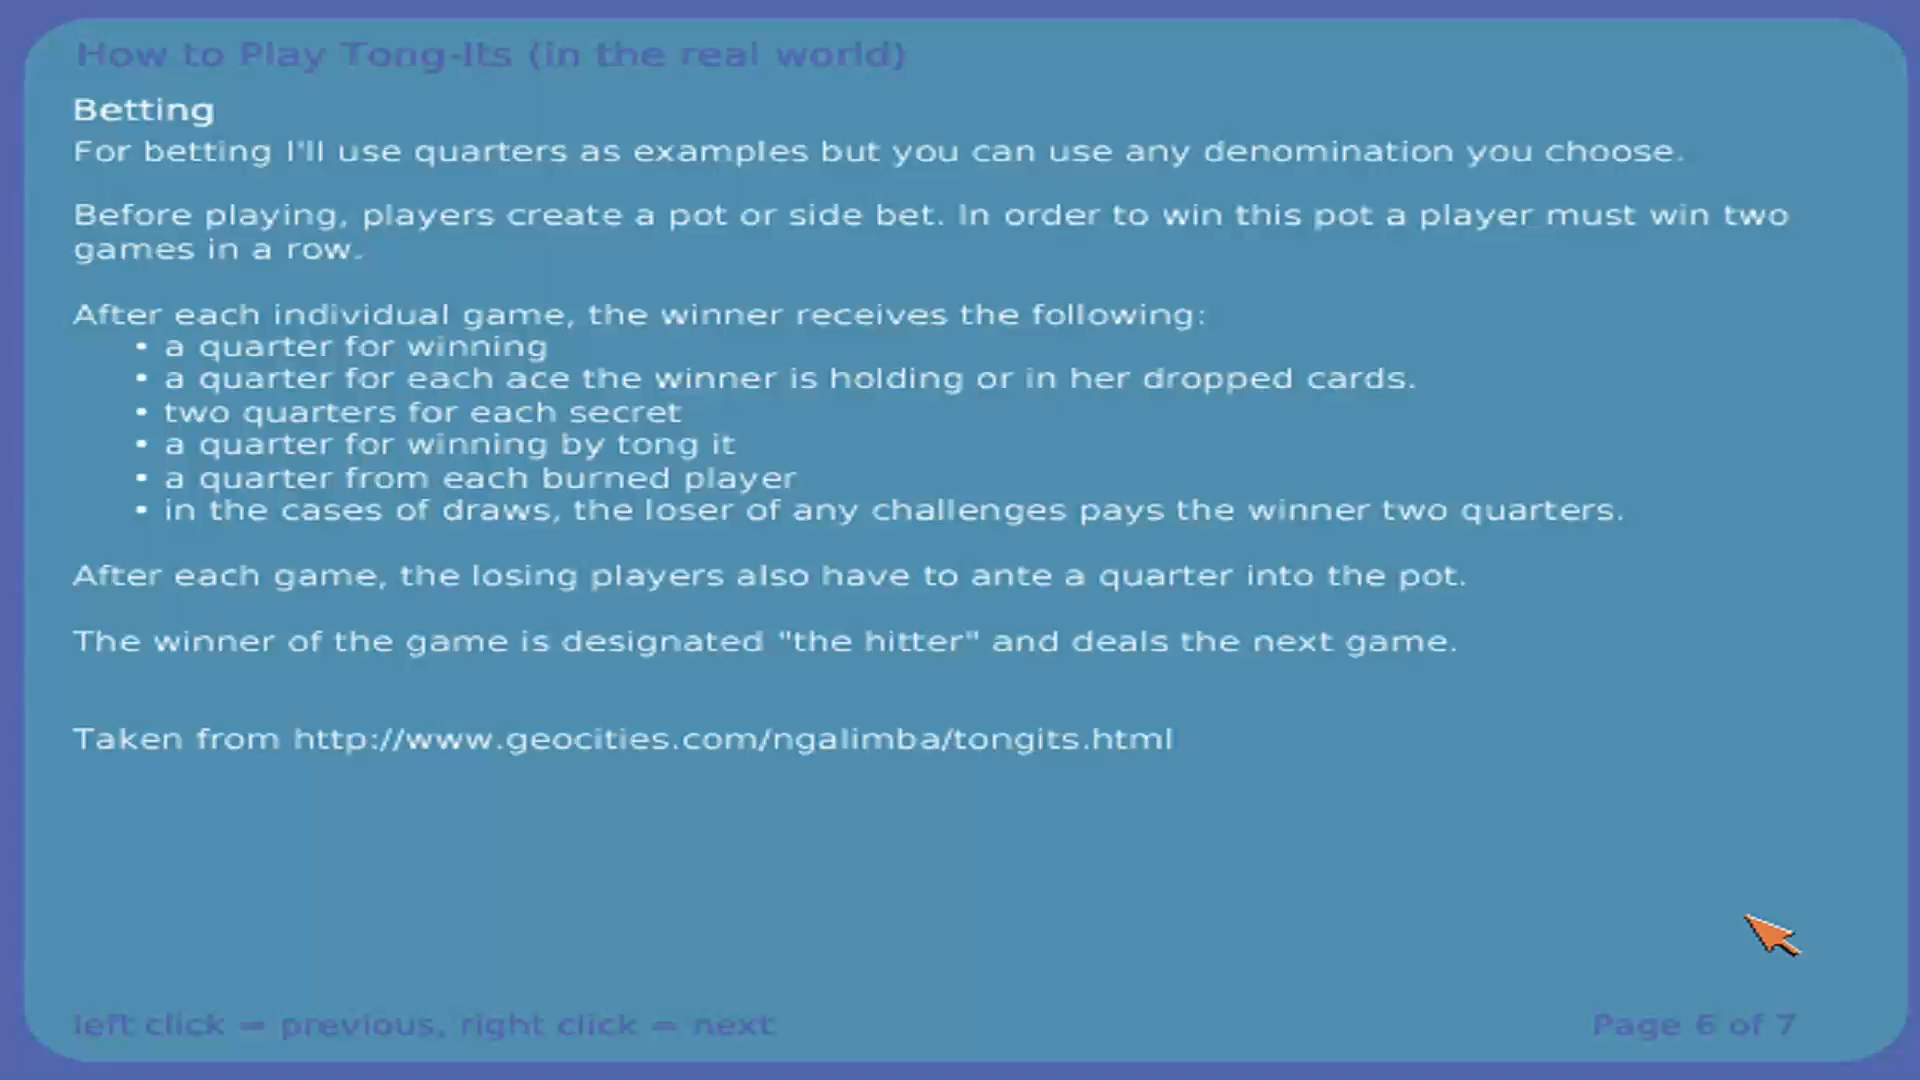 How to Play Tong-Its (in the real world)
Betting
For betting I'll use quarters as examples but you can use any denomination you choose.
Before playing, players create a pot or side bet. In order to win this pot a player must win two
games in a row.
After each individual game, the winner receives the following:
• a quarter for winning
• a quarter for each ace the winner is holding or in her dropped cards.
• two quarters for each secret
• a quarter for winning by tong it
• a quarter from each burned player
• in the cases of draws, the loser of any challenges pays the winner two quarters.
After each game, the losing players also have to ante a quarter into the pot.
The winner of the game is designated "the hitter" and deals the next game.
Taken from http://www.geocities.com/ngalimba/tongits.html
left click = previous, right click = next
Page 6 of 7